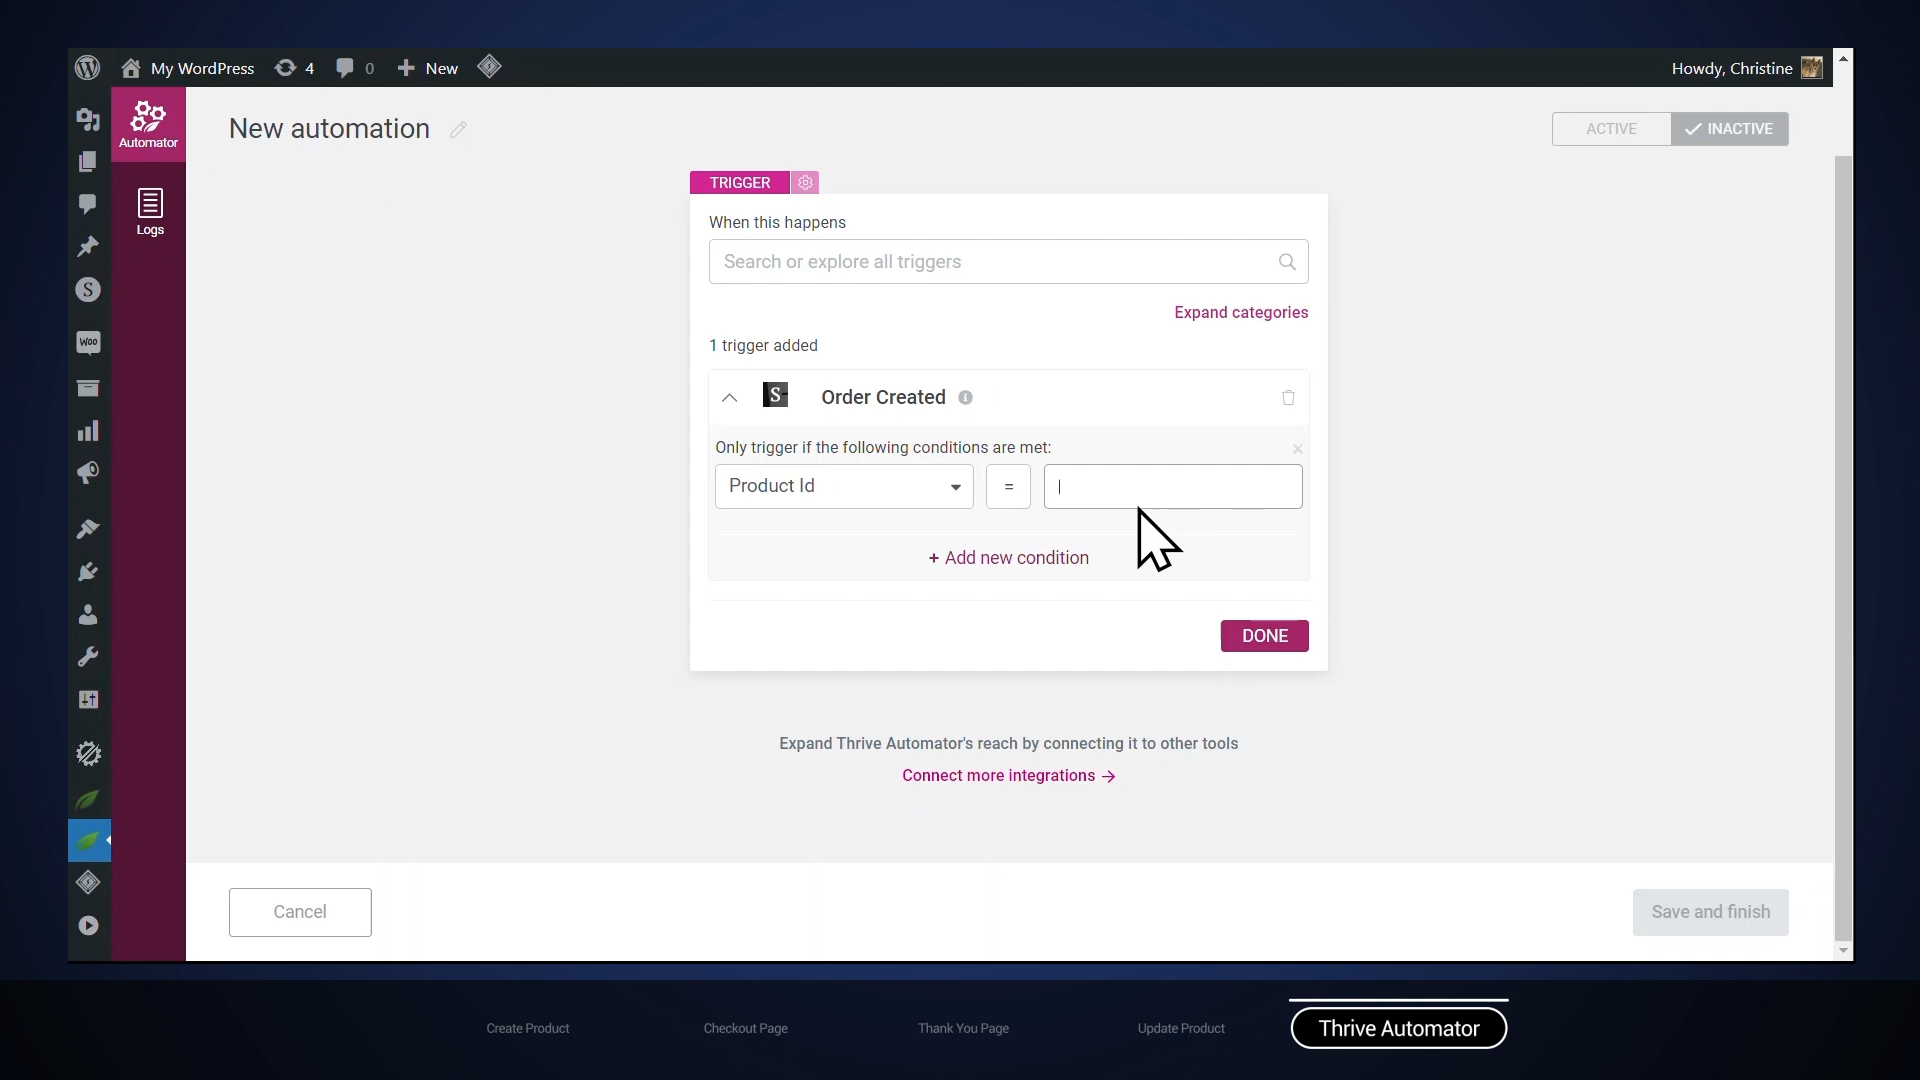 My WordPress 4 0 New Howdy, Christine
Automator
Logs
New automation
ACTIVE INACTIVE
TRIGGER
When this happens
Search or explore all triggers
Expand categories
1 trigger added
S Order Created
Only trigger if the following conditions are met:
Product Id = 
+ Add new condition
DONE
Expand Thrive Automator's reach by connecting it to other tools
Connect more integrations →
Cancel Save and finish
Create Product Checkout Page Thank You Page Update Product Thrive Automator